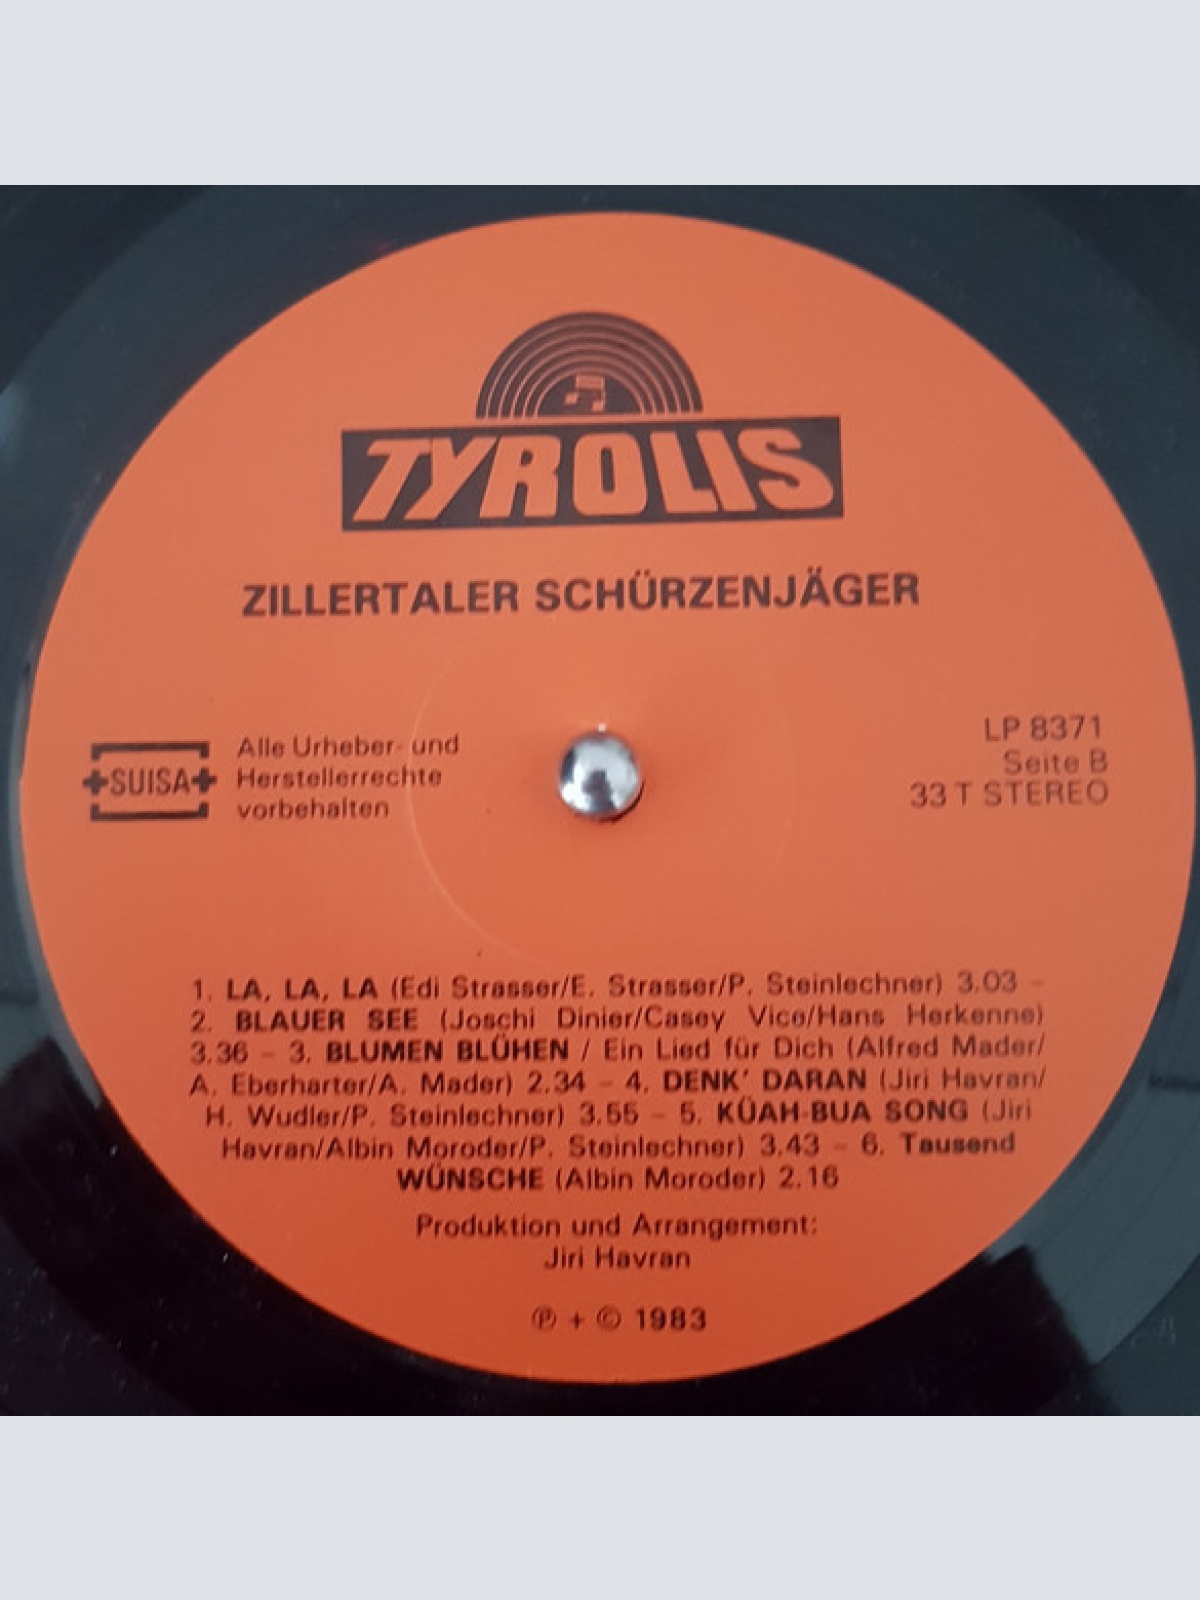 TYROLIS
ZILLERTALER SCHÜRZENJÄGER
SUISA
Alle Urheber- und
Herstellerrechte
vorbehalten
LP 8371
Seite B
33 T STEREO
1. LA, LA, LA (Edi Strasser/E. Strasser/P. Steinlechner) 3.03 –
2. BLAUER SEE (Joschi Dinier/Casey Vice/Hans Herkenne)
3.36 – 3. BLUMEN BLÜHEN / Ein Lied für Dich (Alfred Mader/
A. Eberharter/A. Mader) 2.34 – 4. DENK' DARAN (Jiri Havran/
H. Wudler/P. Steinlechner) 3.55 – 5. KÜAH-BUA SONG (Jiri
Havran/Albin Moroder/P. Steinlechner) 3.43 – 6. Tausend
WÜNSCHE (Albin Moroder) 2.16
Produktion und Arrangement:
Jiri Havran
℗ + © 1983